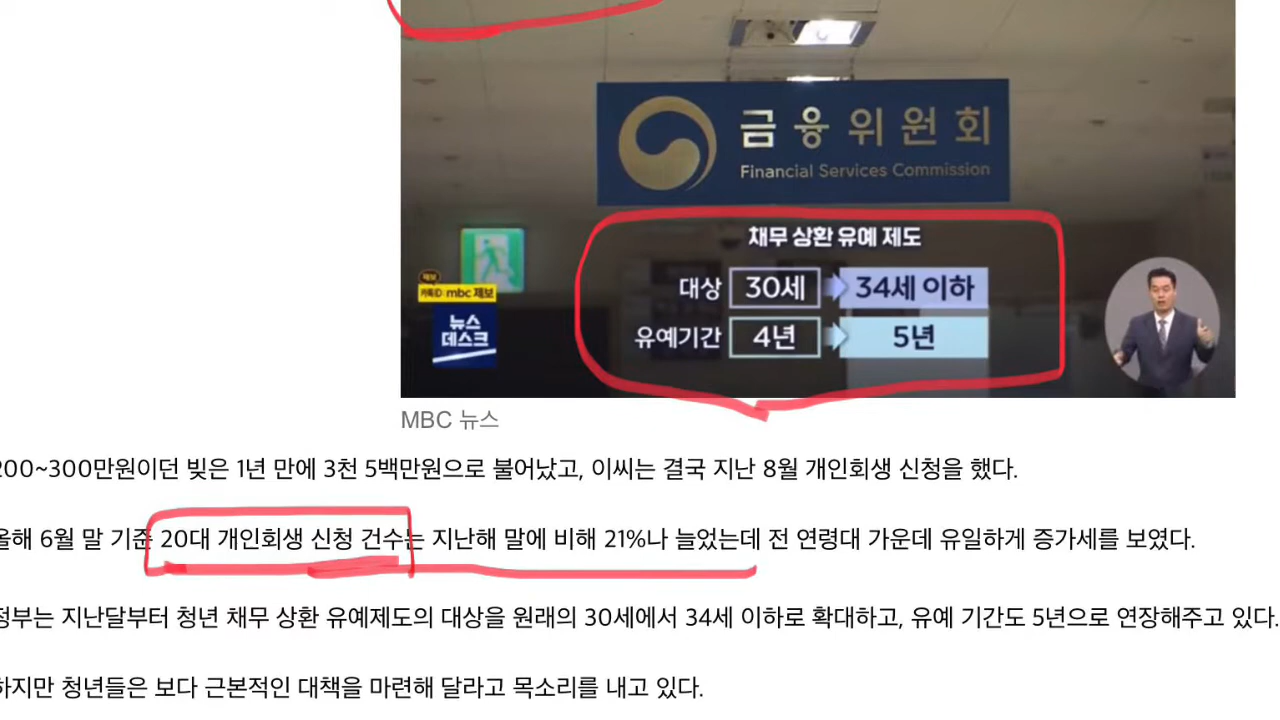 금융위원회
Financial Services Commission
채무 상환 유예 제도
대상 30세 34세 이하
유예기간 4년 5년
제보
카톡ID mbc 제보
뉴스
데스크
MBC 뉴스
200~300만원이던 빚은 1년 만에 3천 5백만원으로 불어났고, 이씨는 결국 지난 8월 개인회생 신청을 했다.
올해 6월 말 기준 20대 개인회생 신청 건수는 지난해 말에 비해 21%나 늘었는데 전 연령대 가운데 유일하게 증가세를 보였다.
정부는 지난달부터 청년 채무 상환 유예제도의 대상을 원래의 30세에서 34세 이하로 확대하고, 유예 기간도 5년으로 연장해주고 있다.
하지만 청년들은 보다 근본적인 대책을 마련해 달라고 목소리를 내고 있다.